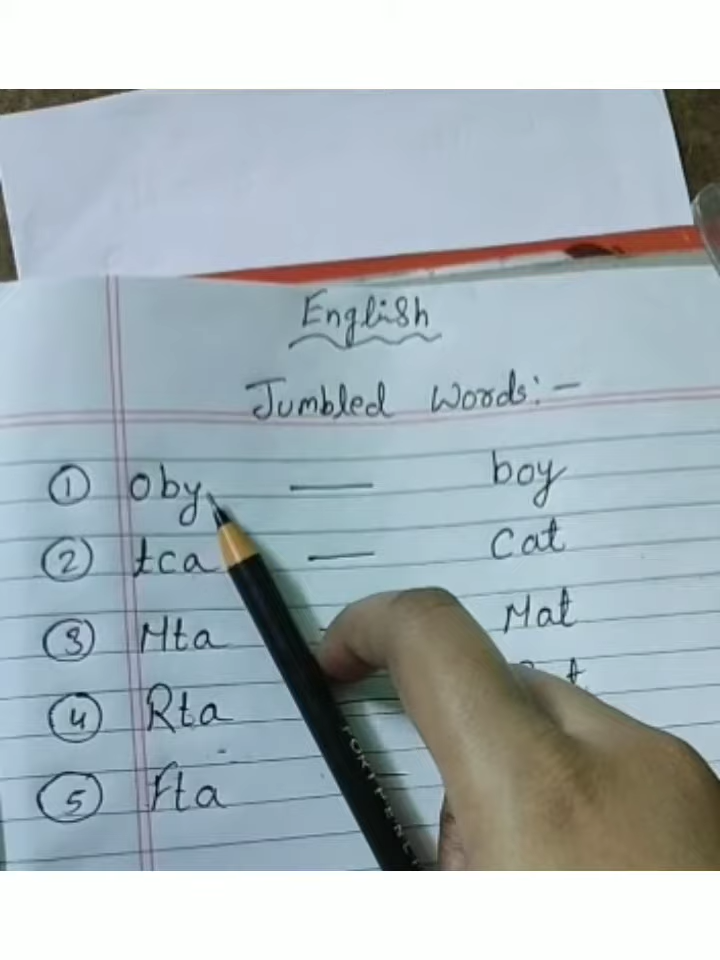 English
Jumbled Words:-
① oby — boy
② tca — Cat
③ Mta Mat
④ Rta
⑤ Fta